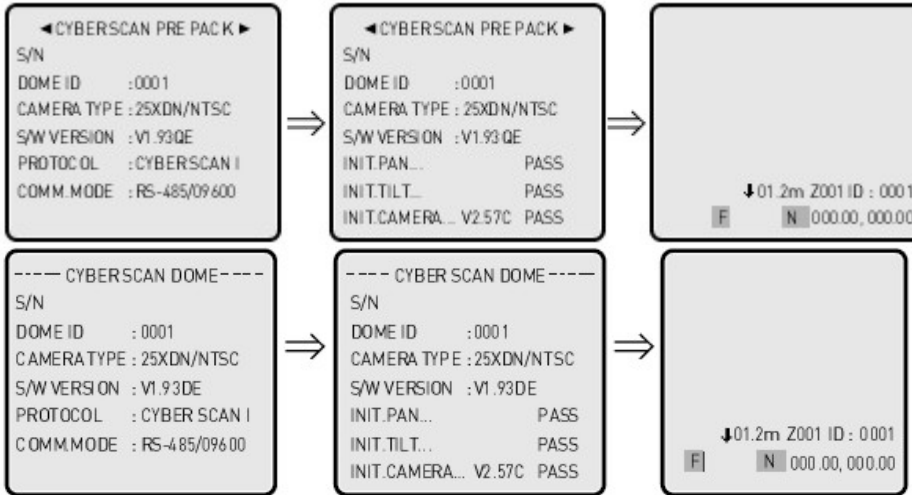 ◄CYBERSCAN PRE PACK►
S/N
DOME ID :0001
CAMERA TYPE : 25XDN/NTSC
S/W VERSION : V1.93QE
PROTOCOL : CYBERSCAN I
COMM.MODE : RS-485/09600
◄CYBERSCAN PRE PACK►
S/N
DOME ID :0001
CAMERA TYPE : 25XDN/NTSC
S/W VERSION : V1.93QE
INIT.PAN... PASS
INIT.TILT... PASS
INIT.CAMERA... V2.57C PASS
⬇01.2m Z001 ID : 0001
F N 000.00, 000.00
----— CYBERSCAN DOME----
S/N
DOME ID : 0001
CAMERA TYPE : 25XDN/NTSC
S/W VERSION : V1.93DE
PROTOCOL : CYBER SCAN I
COMM.MODE : RS-485/09600
---- CYBER SCAN DOME---—
S/N
DOME ID : 0001
CAMERA TYPE : 25XDN/NTSC
S/W VERSION : V1.93DE
INIT.PAN... PASS
INIT.TILT... PASS
INIT.CAMERA... V2.57C PASS
⬇01.2m Z001 ID : 0001
F N 000.00, 000.00